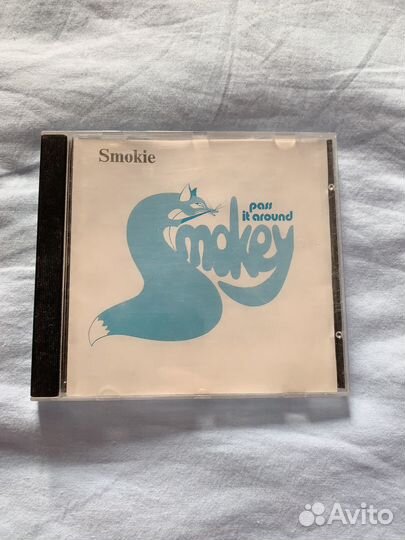 Smokie
pass
it around
Smokey
Avito